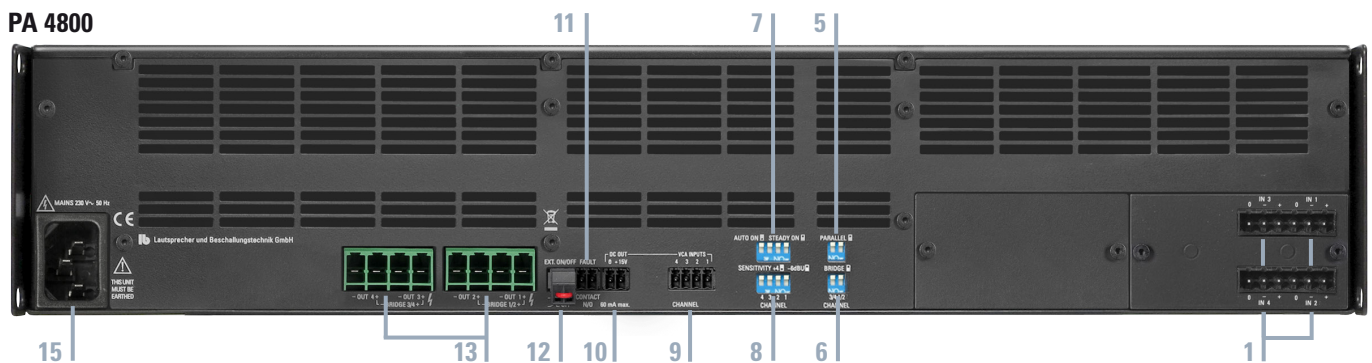 PA 4800
11
7
5
MAINS 230 V~ 50 Hz
CE
lb Lautsprecher und Beschallungstechnik GmbH
THIS UNIT
MUST BE
EARTHED
IN 3
IN 1
0 – + 0 – +
AUTO ON STEADY ON
PARALLEL
EXT. ON/OFF
FAULT
DC OUT
0 +15V
VCA INPUTS
4 3 2 1
SENSITIVITY +4 -6dBU
BRIDGE
– OUT 4 + – OUT 3 +
BRIDGE 3/4 +
– OUT 2 + – OUT 1 +
BRIDGE 1/2 +
CONTACT
N/O
60 mA max.
CHANNEL
4 3 2 1
CHANNEL
3/4 1/2
CHANNEL
0 – + 0 – +
IN 4
IN 2
15
13
12
10
9
8
6
1